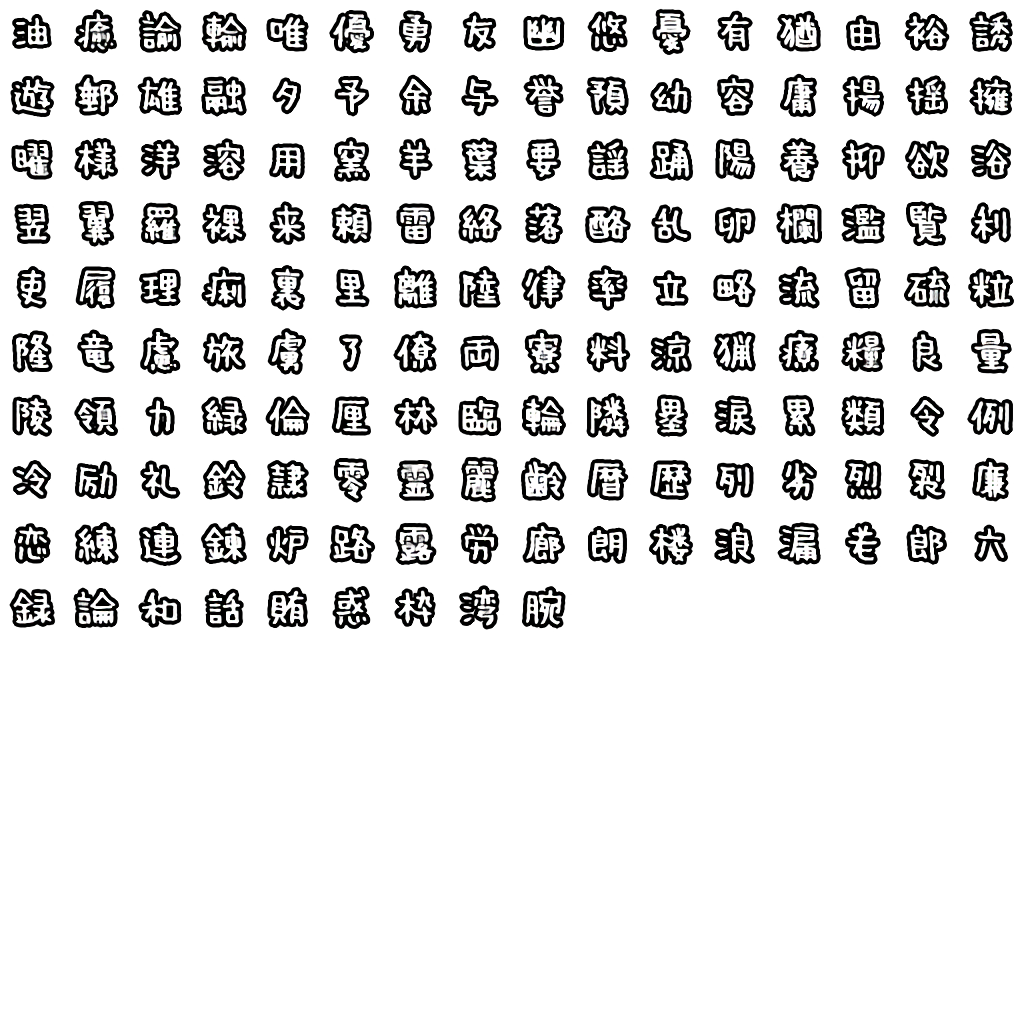 油癒諭輸唯優勇友幽悠憂有猶由裕誘
遊郵雄融夕予余与誉預幼容庸揚揺擁
曜様洋溶用窯羊葉要謡踊陽養抑欲浴
翌翼羅裸来頼雷絡落酪乱卵欄濫覧利
吏履理痢裏里離陸律率立略流留硫粒
隆竜慮旅虜了僚両寮料涼猟療糧良量
陵領力緑倫厘林臨輪隣塁涙累類令例
冷励礼鈴隷零霊麗齢暦歴列劣烈裂廉
恋練連錬炉路露労廊朗楼浪漏老郎六
録論和話賄惑枠湾腕